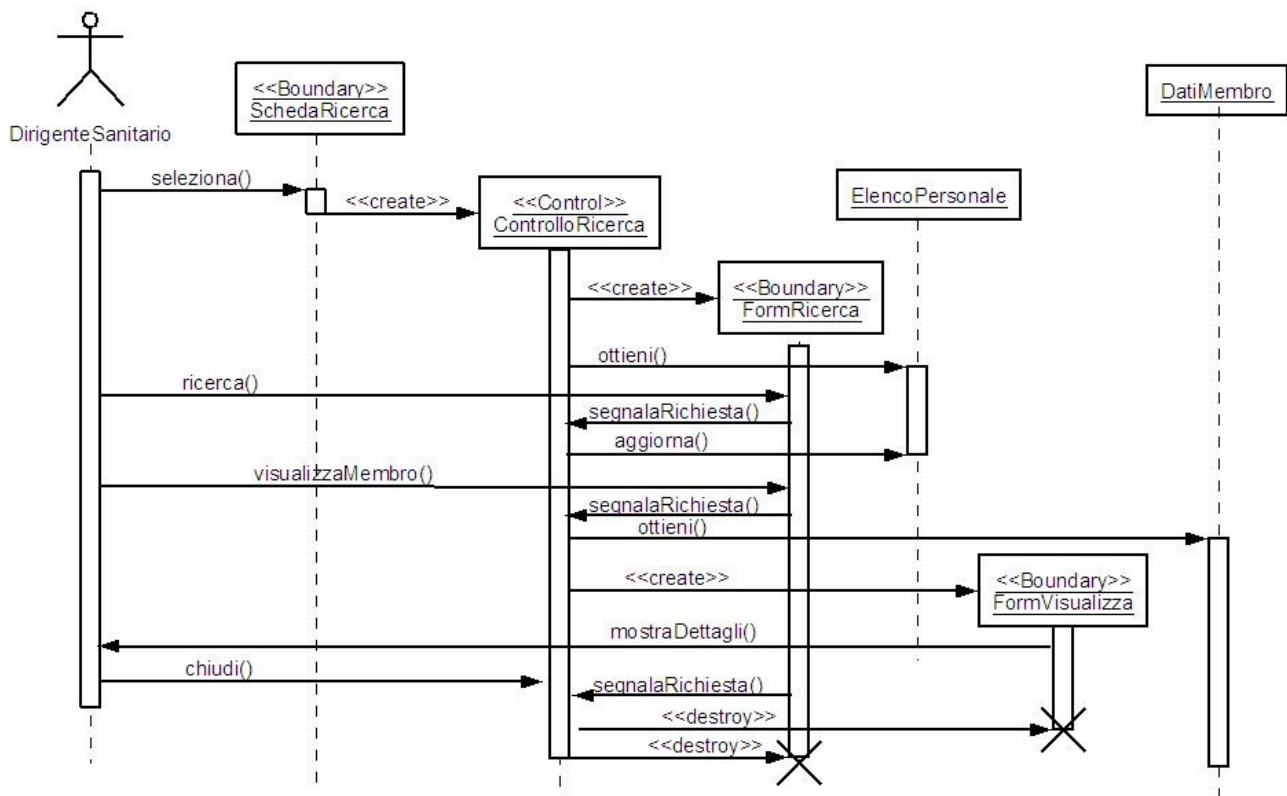 DirigenteSanitario
<<Boundary>>
SchedaRicerca
DatiMembro
seleziona()
<<create>>
<<Control>>
ControlloRicerca
ElencoPersonale
<<create>>
<<Boundary>>
FormRicerca
ottieni()
ricerca()
segnalaRichiesta()
aggiorna()
visualizzaMembro()
segnalaRichiesta()
ottieni()
<<create>>
<<Boundary>>
FormVisualizza
mostraDettagli()
chiudi()
segnalaRichiesta()
<<destroy>>
<<destroy>>